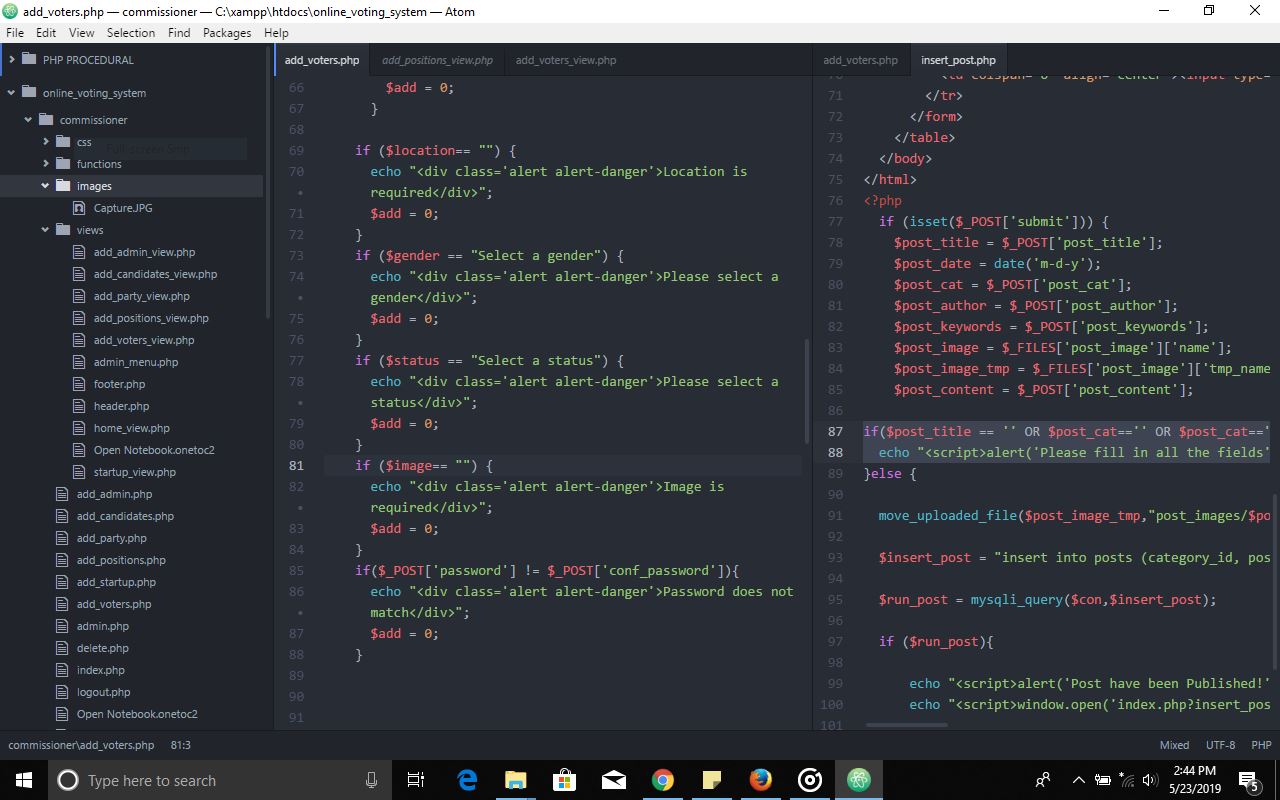 add_voters.php — commissioner — C:\xampp\htdocs\online_voting_system — Atom
File Edit View Selection Find Packages Help
PHP PROCEDURAL
online_voting_system
commissioner
css
Full-screen Snip
functions
images
Capture.JPG
views
add_admin_view.php
add_candidates_view.php
add_party_view.php
add_positions_view.php
add_voters_view.php
admin_menu.php
footer.php
header.php
home_view.php
Open Notebook.onetoc2
startup_view.php
add_admin.php
add_candidates.php
add_party.php
add_positions.php
add_startup.php
add_voters.php
admin.php
delete.php
index.php
logout.php
Open Notebook.onetoc2
add_voters.php add_positions_view.php add_voters_view.php
66 $add = 0;
67 }
68
69 if ($location== "") {
70 echo "<div class='alert alert-danger'>Location is
• required</div>";
71 $add = 0;
72 }
73 if ($gender == "Select a gender") {
74 echo "<div class='alert alert-danger'>Please select a
• gender</div>";
75 $add = 0;
76 }
77 if ($status == "Select a status") {
78 echo "<div class='alert alert-danger'>Please select a
• status</div>";
79 $add = 0;
80 }
81 if ($image== "") {
82 echo "<div class='alert alert-danger'>Image is
• required</div>";
83 $add = 0;
84 }
85 if($_POST['password'] != $_POST['conf_password']){
86 echo "<div class='alert alert-danger'>Password does not
• match</div>";
87 $add = 0;
88 }
89
90
91
add_voters.php insert_post.php
70 <td colspan="6" align="center"><input type=
71 </tr>
72 </form>
73 </table>
74 </body>
75 </html>
76 <?php
77 if (isset($_POST['submit'])) {
78 $post_title = $_POST['post_title'];
79 $post_date = date('m-d-y');
80 $post_cat = $_POST['post_cat'];
81 $post_author = $_POST['post_author'];
82 $post_keywords = $_POST['post_keywords'];
83 $post_image = $_FILES['post_image']['name'];
84 $post_image_tmp = $_FILES['post_image']['tmp_name
85 $post_content = $_POST['post_content'];
86
87 if($post_title == '' OR $post_cat=='' OR $post_cat=='
88 echo "<script>alert('Please fill in all the fields'
89 }else {
90
91 move_uploaded_file($post_image_tmp,"post_images/$po
92
93 $insert_post = "insert into posts (category_id, pos
94
95 $run_post = mysqli_query($con,$insert_post);
96
97 if ($run_post){
98
99 echo "<script>alert('Post have been Published!'
100 echo "<script>window.open('index.php?insert_pos
101
commissioner\add_voters.php 81:3 Mixed UTF-8 PHP
Type here to search
2:44 PM
5/23/2019
5